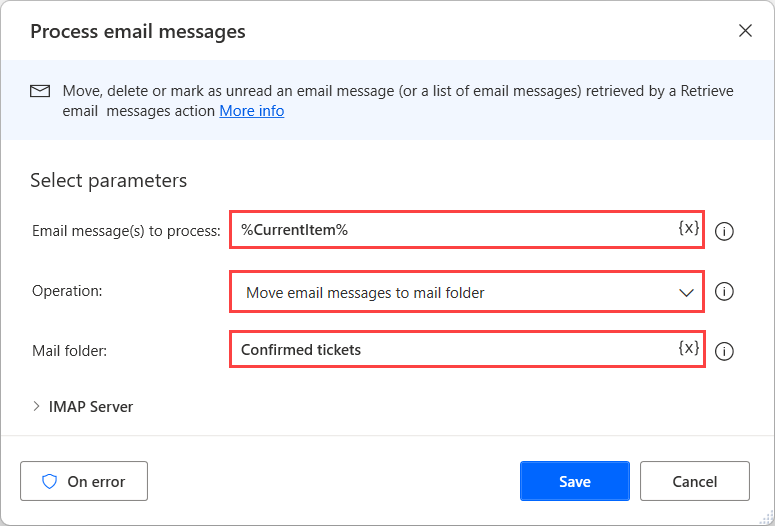 Process email messages
Move, delete or mark as unread an email message (or a list of email messages) retrieved by a Retrieve
email  messages action More info
Select parameters
Email message(s) to process: %CurrentItem% {x}
Operation: Move email messages to mail folder
Mail folder: Confirmed tickets {x}
IMAP Server
On error Save Cancel